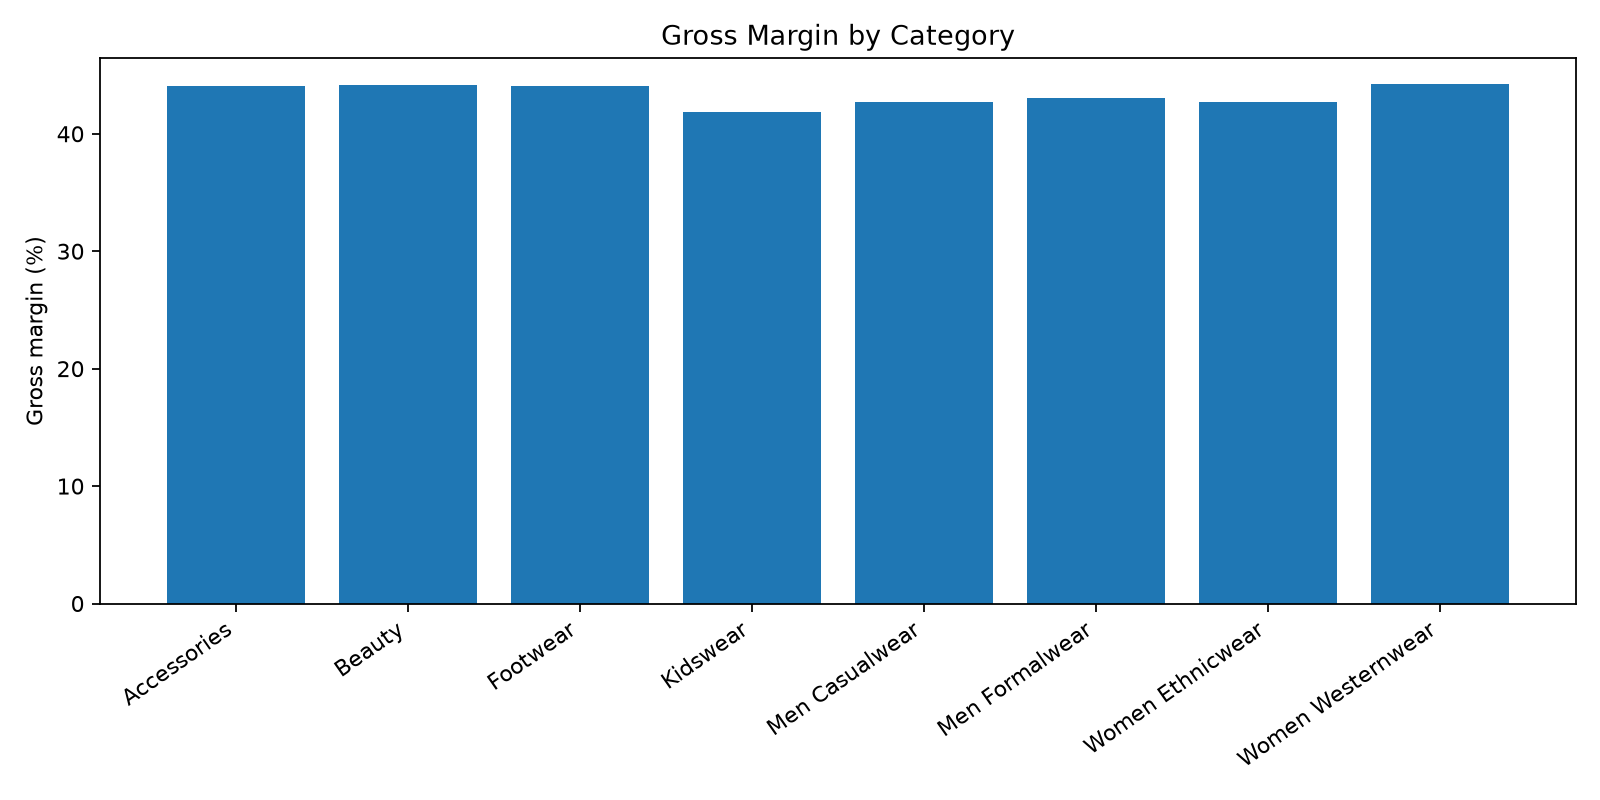 Gross Margin by Category
Gross margin (%)
40
30
20
10
0
Accessories
Beauty
Footwear
Kidswear
Men Casualwear
Men Formalwear
Women Ethnicwear
Women Westernwear